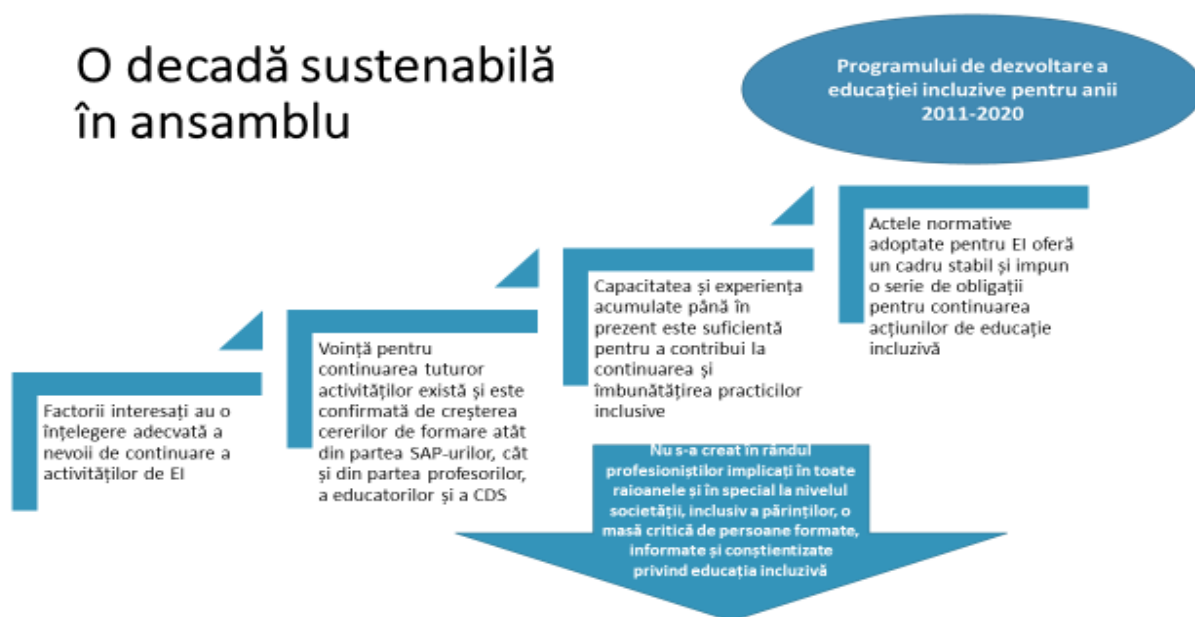 O decadă sustenabilă
în ansamblu
Programului de dezvoltare a
educației incluzive pentru anii
2011-2020
Factorii interesați au o
înțelegere adecvată a
nevoii de continuare a
activităților de EI
Voință pentru
continuarea tuturor
activităților există și este
confirmată de creșterea
cererilor de formare atât
din partea SAP-urilor, cât
și din partea profesorilor,
a educatorilor și a CDS
Capacitatea și experiența
acumulate până în
prezent este suficientă
pentru a contribui la
continuarea și
îmbunătățirea practicilor
inclusive
Actele normative
adoptate pentru EI oferă
un cadru stabil și impun
o serie de obligații
pentru continuarea
acțiunilor de educație
incluzivă
Nu s-a creat în rândul
profesioniștilor implicați în toate
raioanele și în special la nivelul
societății, inclusiv a părinților, o
masă critică de persoane formate,
informate și conștientizate
privind educația incluzivă